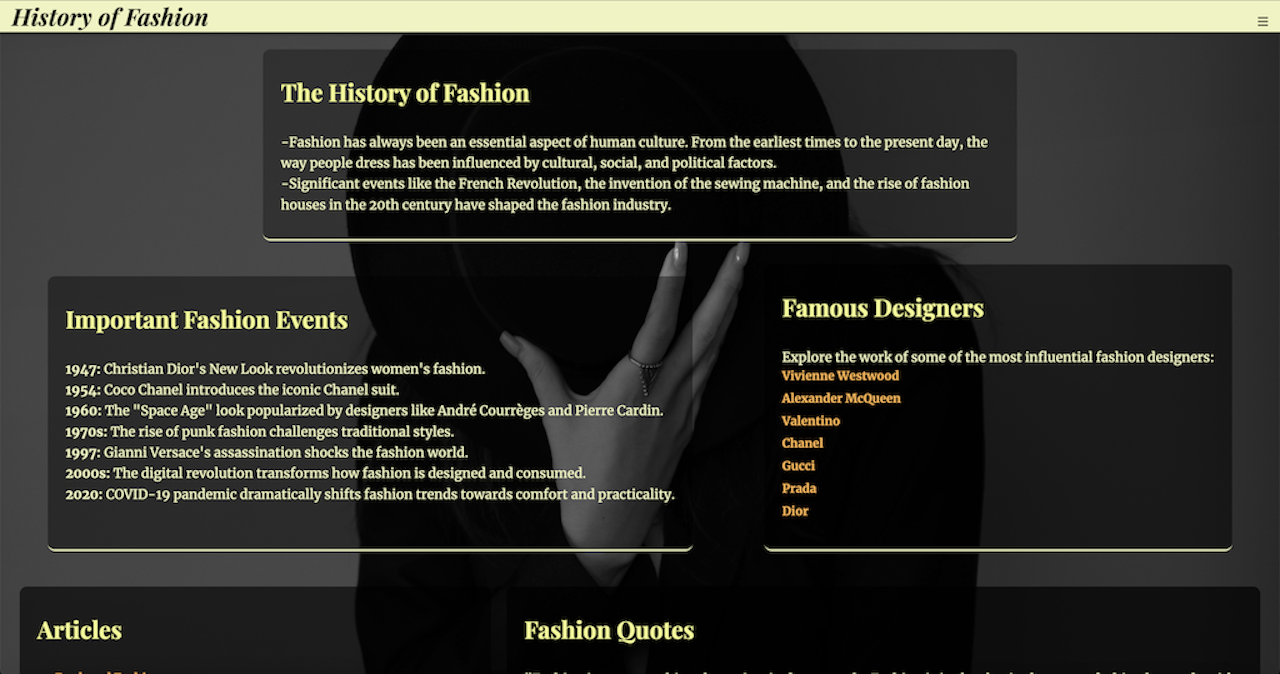 History of Fashion
The History of Fashion
-Fashion has always been an essential aspect of human culture. From the earliest times to the present day, the
way people dress has been influenced by cultural, social, and political factors.
-Significant events like the French Revolution, the invention of the sewing machine, and the rise of fashion
houses in the 20th century have shaped the fashion industry.
Important Fashion Events
1947: Christian Dior's New Look revolutionizes women's fashion.
1954: Coco Chanel introduces the iconic Chanel suit.
1960: The "Space Age" look popularized by designers like André Courrèges and Pierre Cardin.
1970s: The rise of punk fashion challenges traditional styles.
1997: Gianni Versace's assassination shocks the fashion world.
2000s: The digital revolution transforms how fashion is designed and consumed.
2020: COVID-19 pandemic dramatically shifts fashion trends towards comfort and practicality.
Famous Designers
Explore the work of some of the most influential fashion designers:
Vivienne Westwood
Alexander McQueen
Valentino
Chanel
Gucci
Prada
Dior
Articles
Fashion Quotes